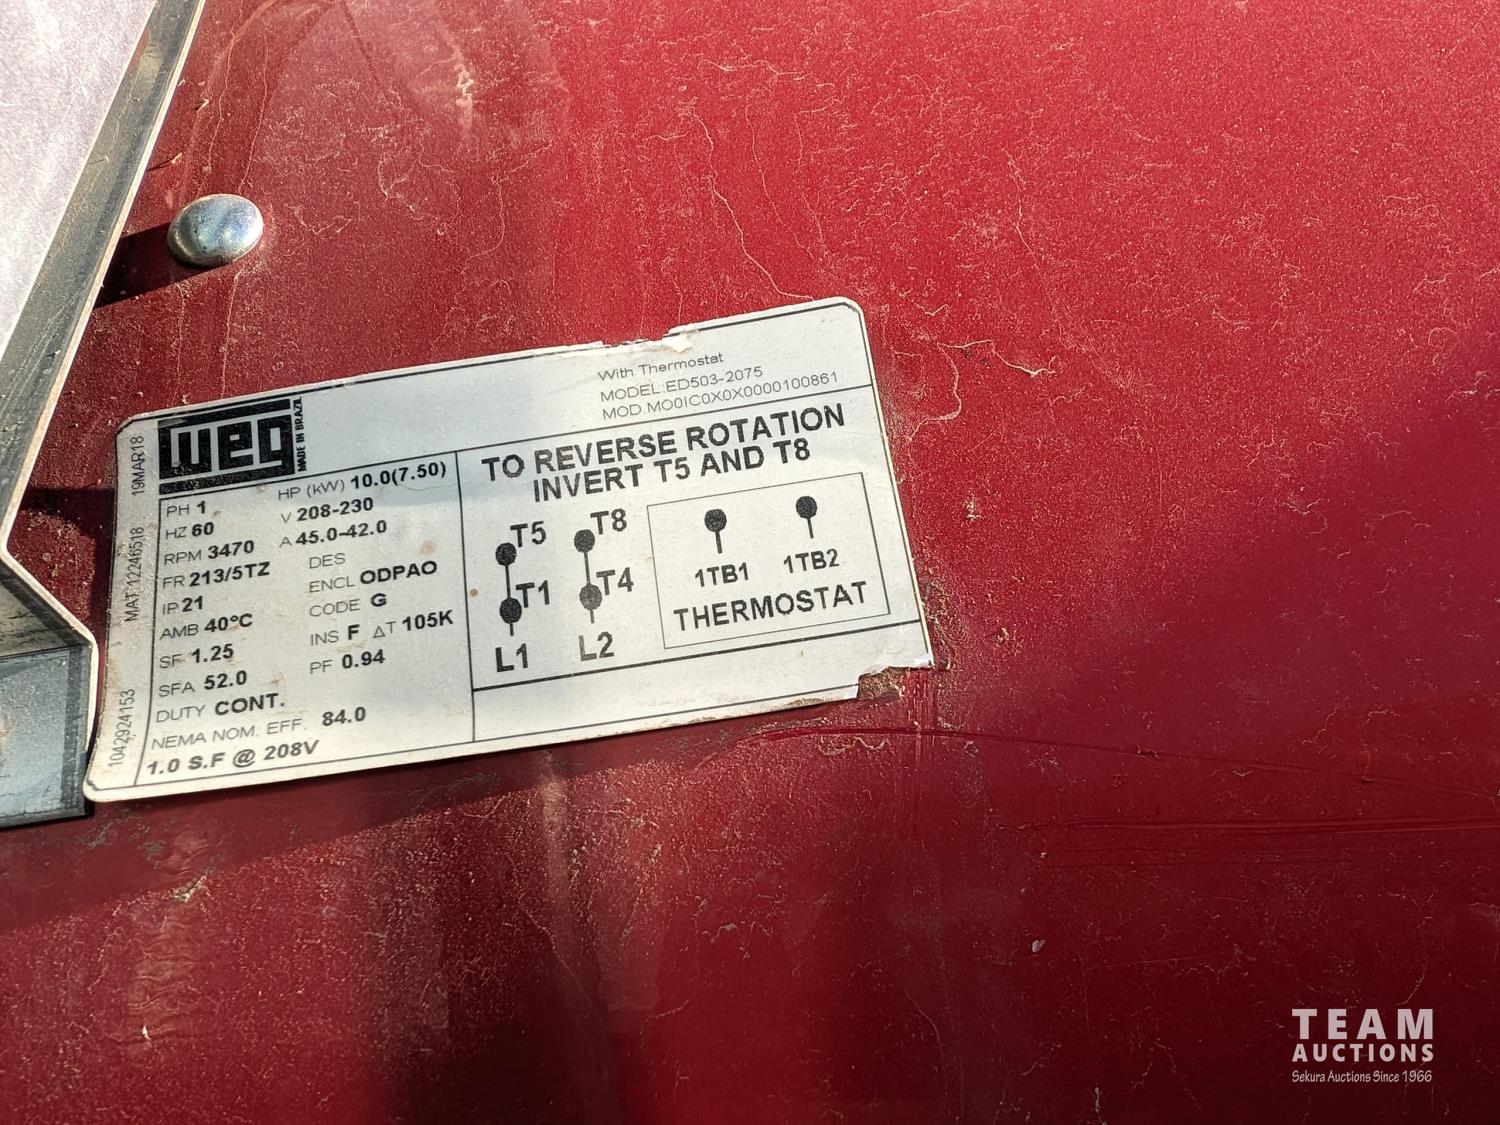 With Thermostat
MODEL:ED503-2075
MOD.MO0IC0X0X0000100861
19MAR18
MAT:12246518
1042924153
WEG
MADE IN BRAZIL
PH 1
HP (kW) 10.0(7.50)
HZ 60
V 208-230
RPM 3470
A 45.0-42.0
FR 213/5TZ
DES
IP 21
ENCL ODPAO
AMB 40°C
CODE G
SF 1.25
INS F ΔT 105K
SFA 52.0
PF 0.94
DUTY CONT.
NEMA NOM. EFF. 84.0
1.0 S.F @ 208V
TO REVERSE ROTATION
INVERT T5 AND T8
T5 T8
T1 T4
L1 L2
1TB1 1TB2
THERMOSTAT
TEAM
AUCTIONS
Sekura Auctions Since 1966